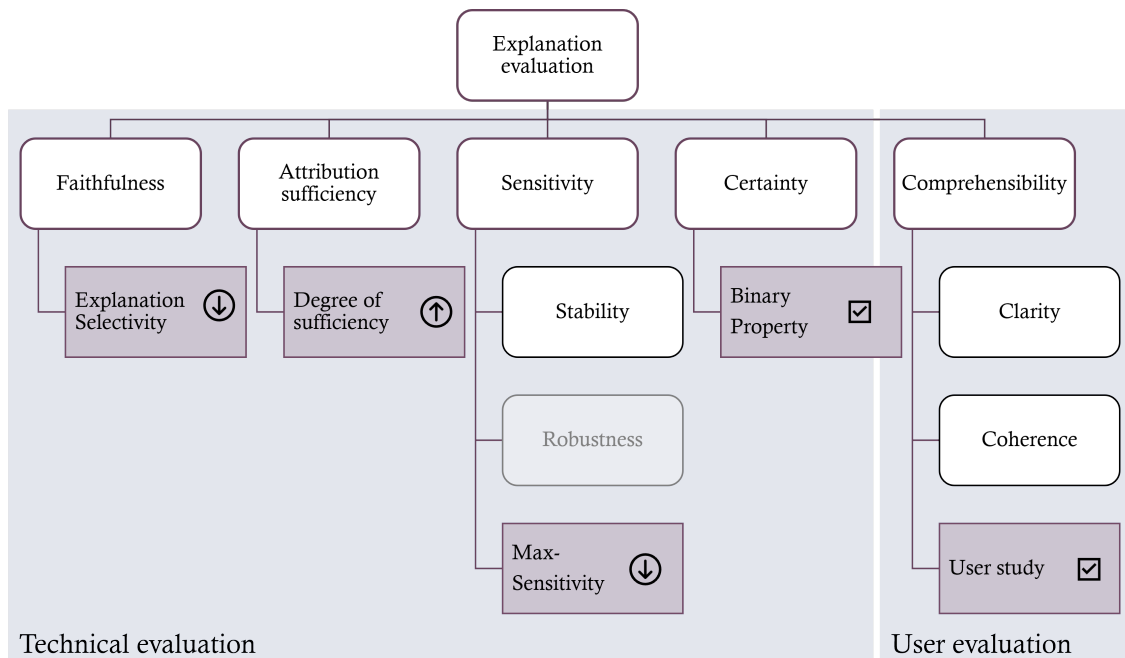 Explanation
evaluation
Faithfulness
Attribution
sufficiency
Sensitivity
Certainty
Comprehensibility
Explanation
Selectivity
Degree of
sufficiency
Stability
Binary
Property
Clarity
Robustness
Coherence
Max-
Sensitivity
User study
Technical evaluation
User evaluation